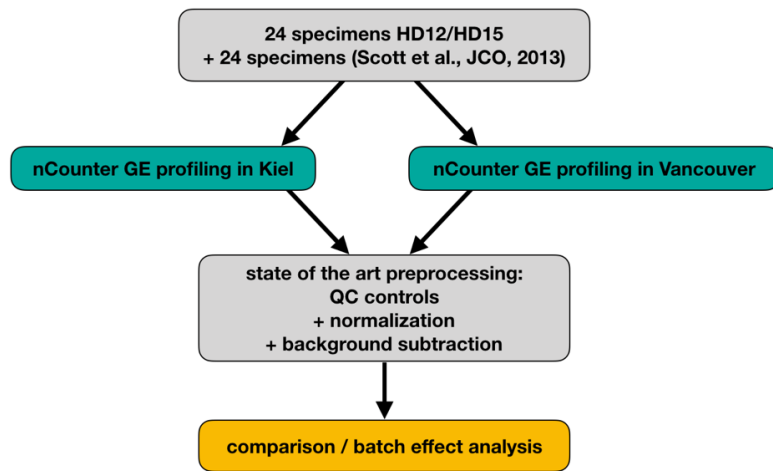 24 specimens HD12/HD15
+ 24 specimens (Scott et al., JCO, 2013)
nCounter GE profiling in Kiel
nCounter GE profiling in Vancouver
state of the art preprocessing:
QC controls
+ normalization
+ background subtraction
comparison / batch effect analysis